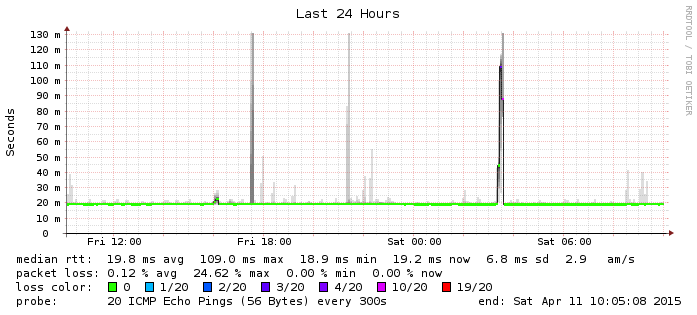 Last 24 Hours
RRDTOOL / TOBI OETIKER
Seconds
130 m
120 m
110 m
100 m
90 m
80 m
70 m
60 m
50 m
40 m
30 m
20 m
10 m
0
Fri 12:00 Fri 18:00 Sat 00:00 Sat 06:00
median rtt: 19.8 ms avg 109.0 ms max 18.9 ms min 19.2 ms now 6.8 ms sd 2.9 am/s
packet loss: 0.12 % avg 24.62 % max 0.00 % min 0.00 % now
loss color: 0 1/20 2/20 3/20 4/20 10/20 19/20
probe: 20 ICMP Echo Pings (56 Bytes) every 300s end: Sat Apr 11 10:05:08 2015